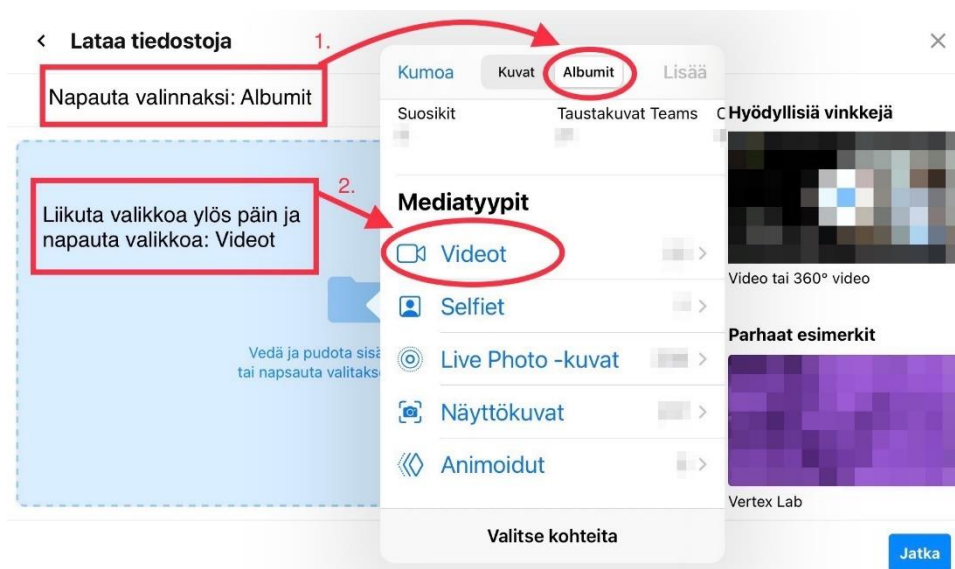 Lataa tiedostoja
1.
Napauta valinnaksi: Albumit
2.
Liikuta valikkoa ylös päin ja
napauta valikkoa: Videot
Vedä ja pudota sisä
tai napsauta valitaks
Kumoa
Kuvat
Albumit
Lisää
Suosikit
Taustakuvat Teams
Mediatyypit
Videot
Selfiet
Live Photo -kuvat
Näyttökuvat
Animoidut
Valitse kohteita
Hyödyllisiä vinkkejä
Video tai 360° video
Parhaat esimerkit
Vertex Lab
Jatka